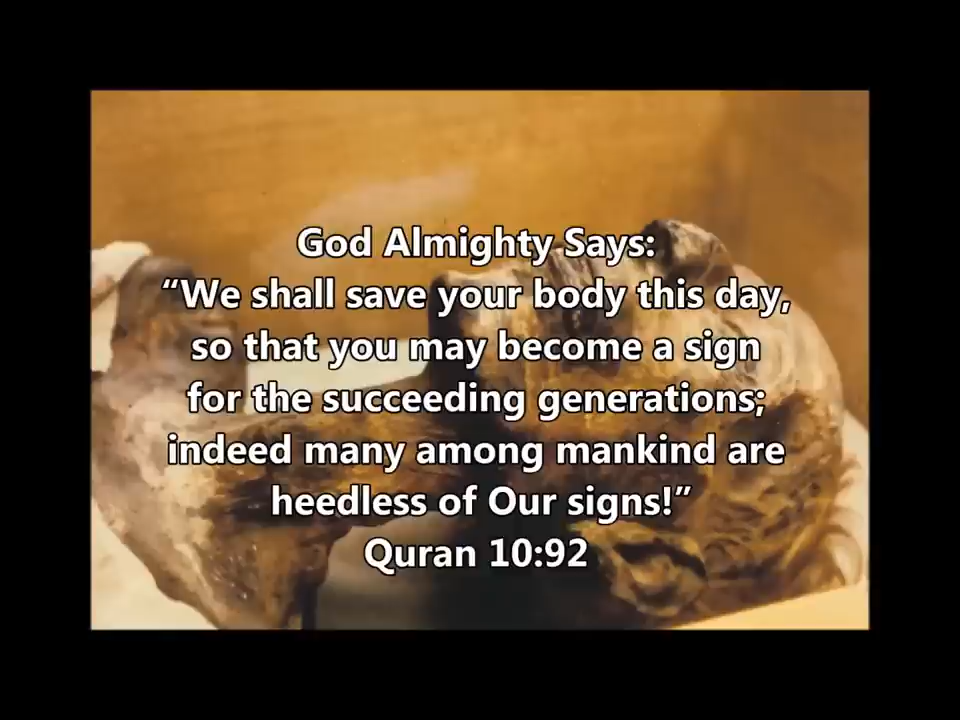 God Almighty Says:
“We shall save your body this day,
so that you may become a sign
for the succeeding generations;
indeed many among mankind are
heedless of Our signs!”
Quran 10:92